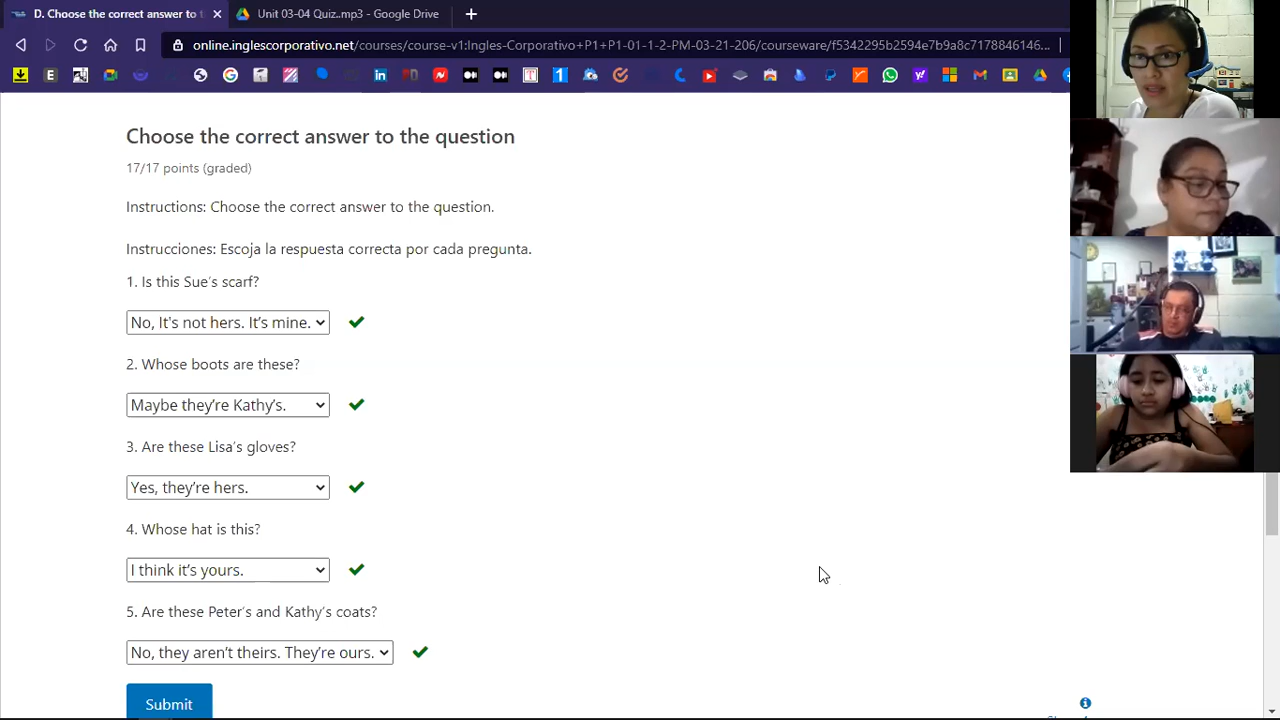 D. Choose the correct answer to t
Unit 03-04 Quiz..mp3 - Google Drive
online.inglescorporativo.net/courses/course-v1:Ingles-Corporativo+P1+P1-01-1-2-PM-03-21-206/courseware/f5342295b2594e7b9a8c7178846146...
Choose the correct answer to the question
17/17 points (graded)
Instructions: Choose the correct answer to the question.
Instrucciones: Escoja la respuesta correcta por cada pregunta.
1. Is this Sue's scarf?
No, It's not hers. It's mine.
2. Whose boots are these?
Maybe they're Kathy's.
3. Are these Lisa's gloves?
Yes, they're hers.
4. Whose hat is this?
I think it's yours.
5. Are these Peter's and Kathy's coats?
No, they aren't theirs. They're ours.
Submit